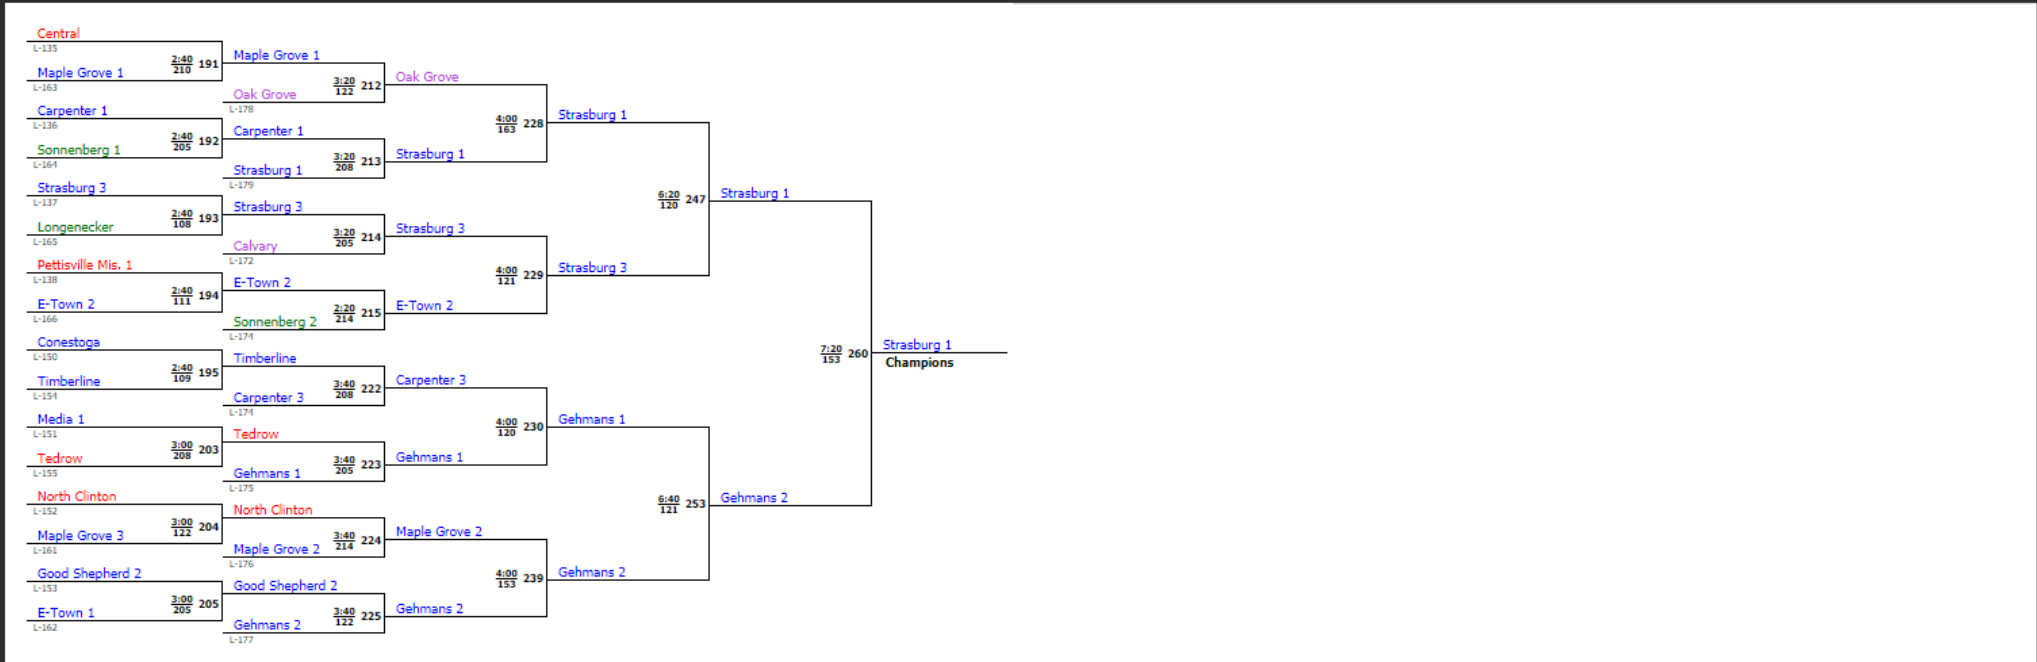 Central
L-135
2:40
210 191
Maple Grove 1
L-163
Carpenter 1
L-136
2:40
205 192
Sonnenberg 1
L-164
Strasburg 3
L-137
2:40
108 193
Longenecker
L-165
Pettisville Mis. 1
L-138
2:40
111 194
E-Town 2
L-166
Conestoga
L-150
2:40
109 195
Timberline
L-154
Media 1
L-151
3:00
208 203
Tedrow
L-155
North Clinton
L-152
3:00
122 204
Maple Grove 3
L-161
Good Shepherd 2
L-153
3:00
205 205
E-Town 1
L-162
Maple Grove 1
3:20
122 212
Oak Grove
L-178
Carpenter 1
3:20
208 213
Strasburg 1
L-179
Strasburg 3
3:20
205 214
Calvary
L-172
E-Town 2
2:20
214 215
Sonnenberg 2
L-174
Timberline
3:40
208 222
Carpenter 3
L-174
Tedrow
3:40
205 223
Gehmans 1
L-175
North Clinton
3:40
214 224
Maple Grove 2
L-176
Good Shepherd 2
3:40
122 225
Gehmans 2
L-177
Oak Grove
4:00
163 228
Strasburg 1
Strasburg 3
4:00
121 229
E-Town 2
Carpenter 3
4:00
120 230
Gehmans 1
Maple Grove 2
4:00
153 239
Gehmans 2
Strasburg 1
6:20
120 247
Strasburg 3
Gehmans 1
6:40
121 253
Gehmans 2
Strasburg 1
7:20
153 260
Gehmans 2
Strasburg 1
Champions